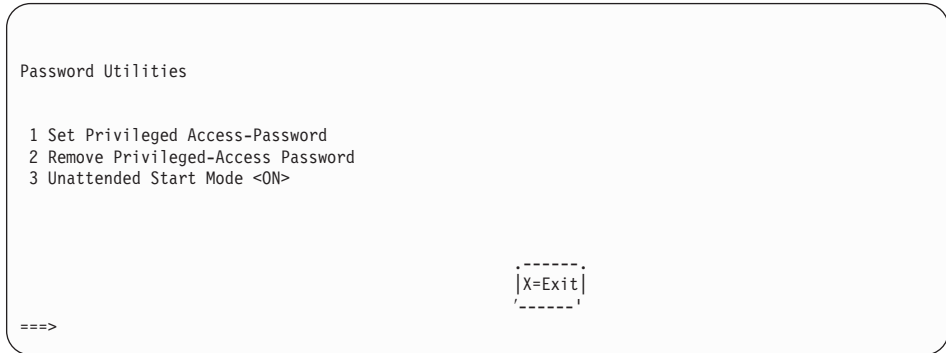 Password Utilities
1 Set Privileged Access-Password
2 Remove Privileged-Access Password
3 Unattended Start Mode <ON>
X=Exit
===>